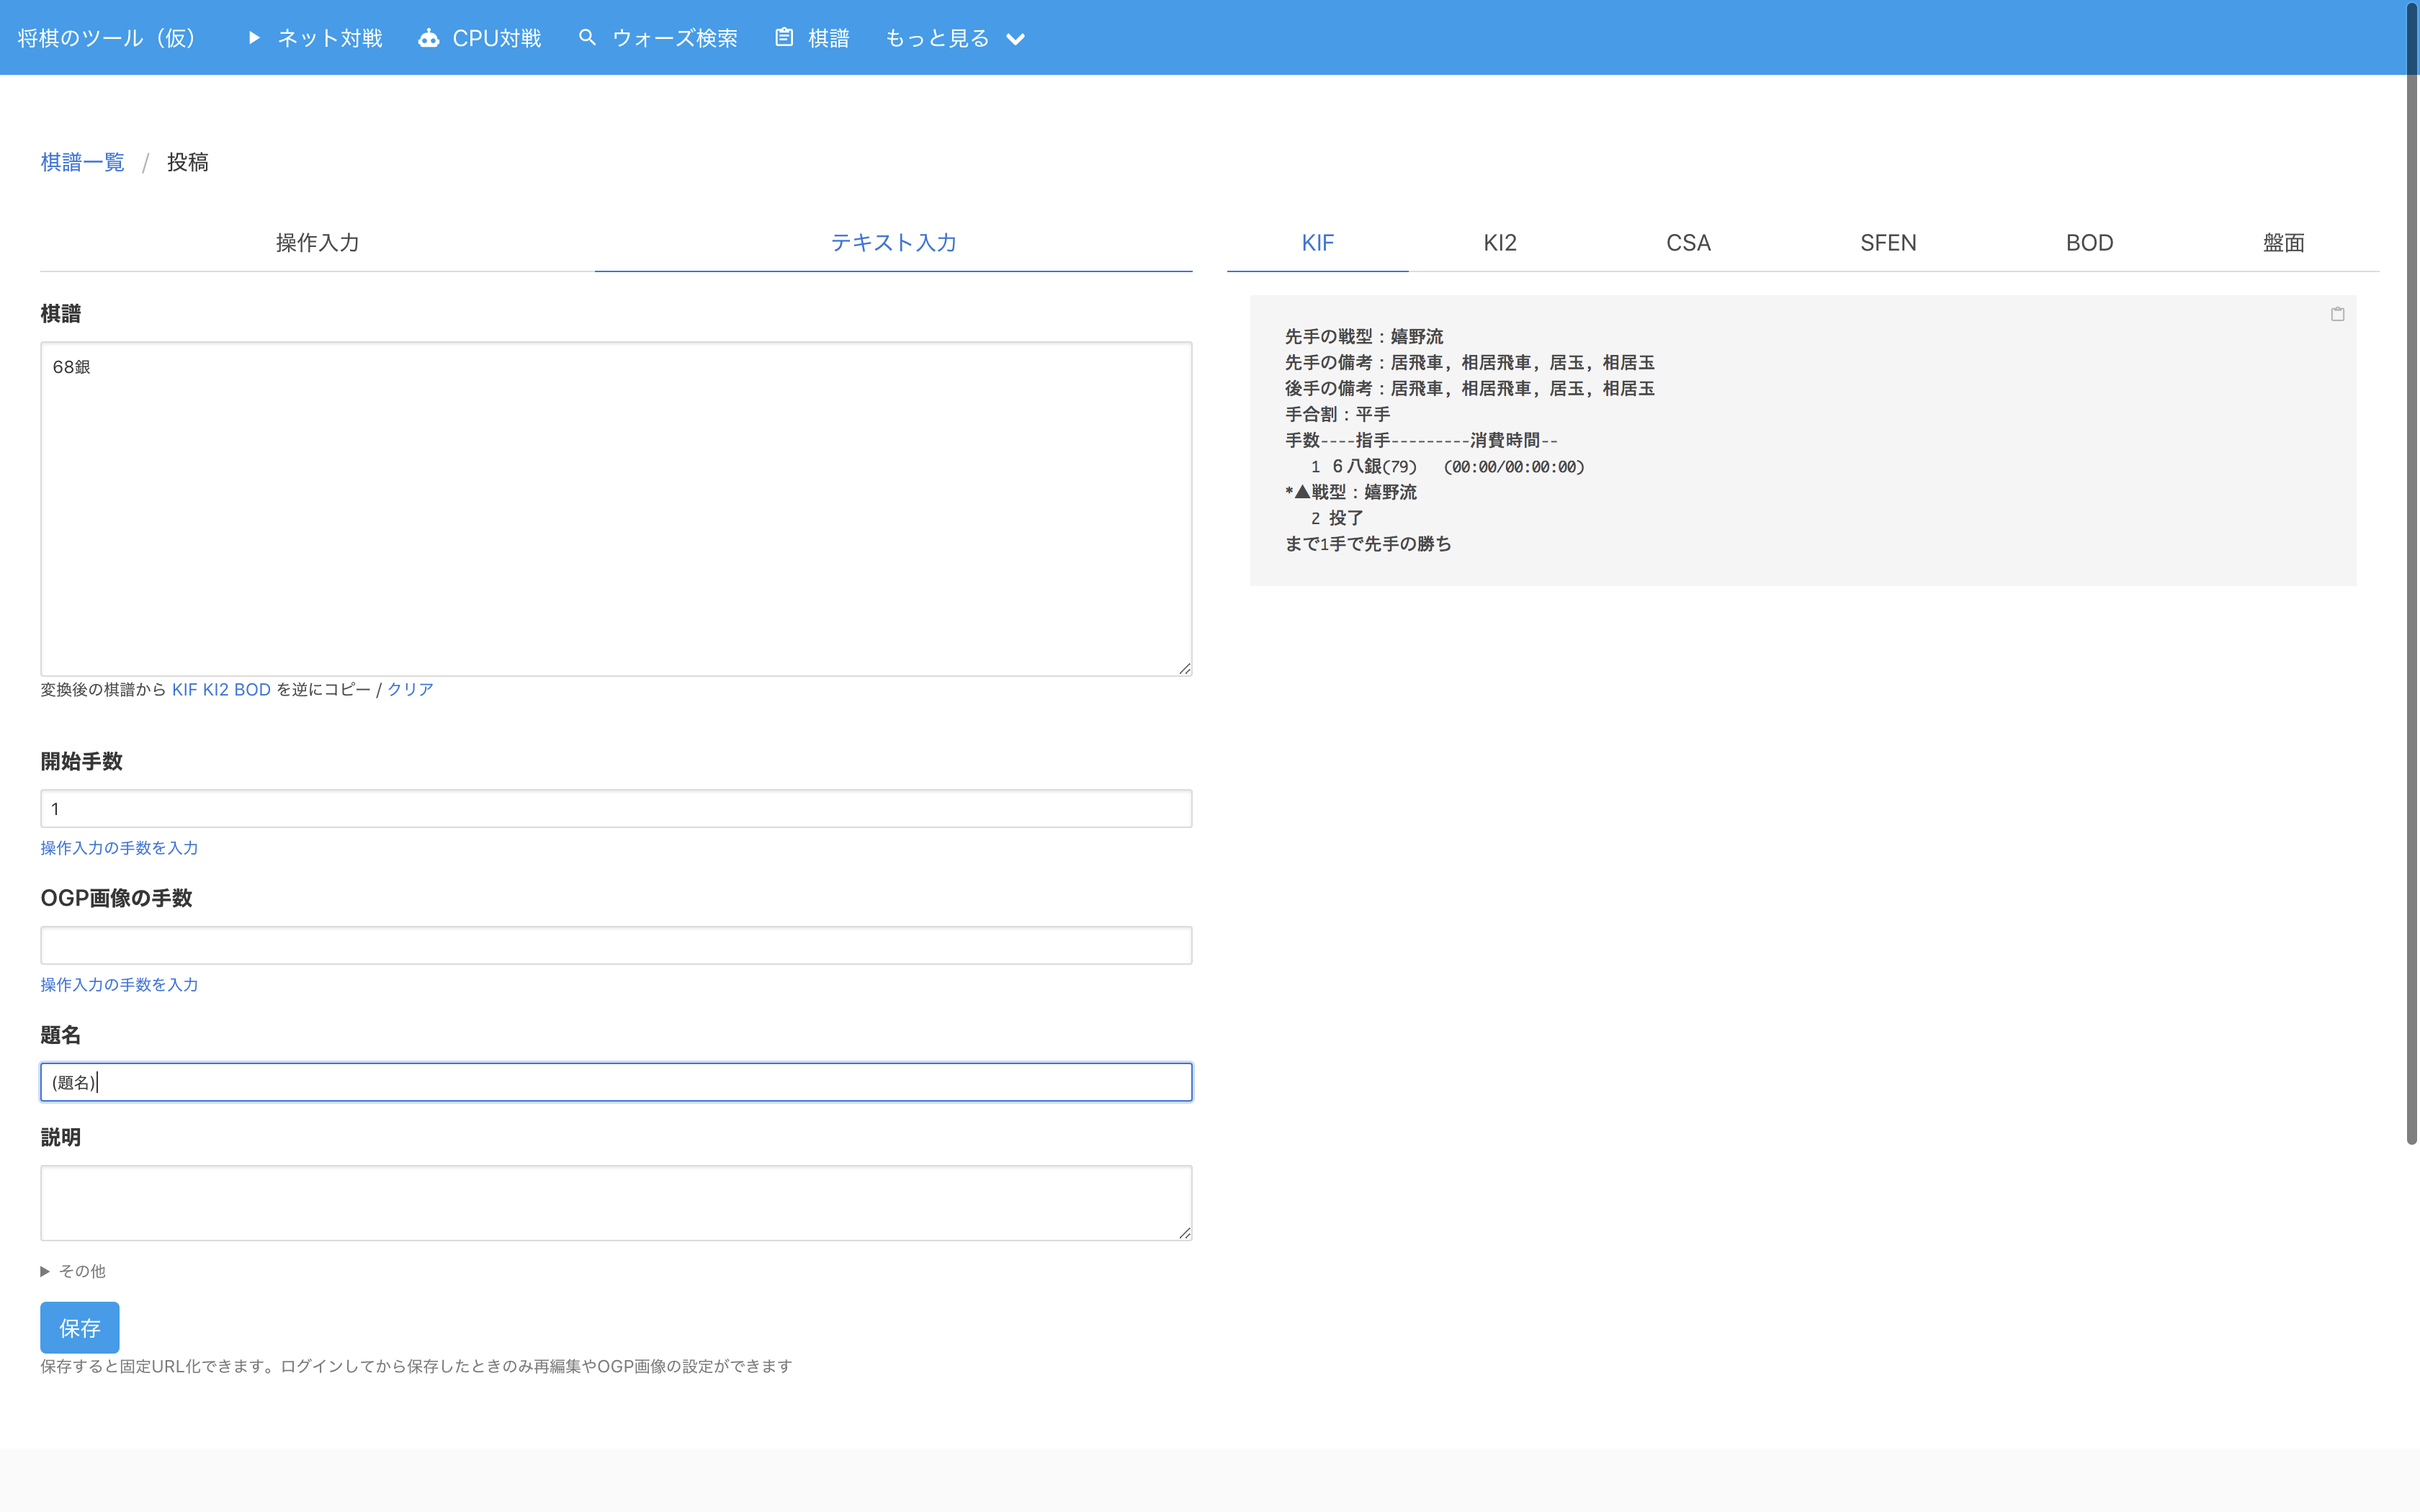 将棋のツール（仮） ネット対戦 CPU対戦 ウォーズ検索 棋譜 もっと見る
棋譜一覧 / 投稿
操作入力 テキスト入力
棋譜
68銀
変換後の棋譜から KIF KI2 BOD を逆にコピー / クリア
開始手数
1
操作入力の手数を入力
OGP画像の手数
操作入力の手数を入力
題名
(題名)
説明
▶ その他
保存
保存すると固定URL化できます。ログインしてから保存したときのみ再編集やOGP画像の設定ができます
KIF KI2 CSA SFEN BOD 盤面
先手の戦型：嬉野流
先手の備考：居飛車, 相居飛車, 居玉, 相居玉
後手の備考：居飛車, 相居飛車, 居玉, 相居玉
手合割：平手
手数----指手---------消費時間--
1 ６八銀(79) (00:00/00:00:00)
*▲戦型：嬉野流
2 投了
まで1手で先手の勝ち